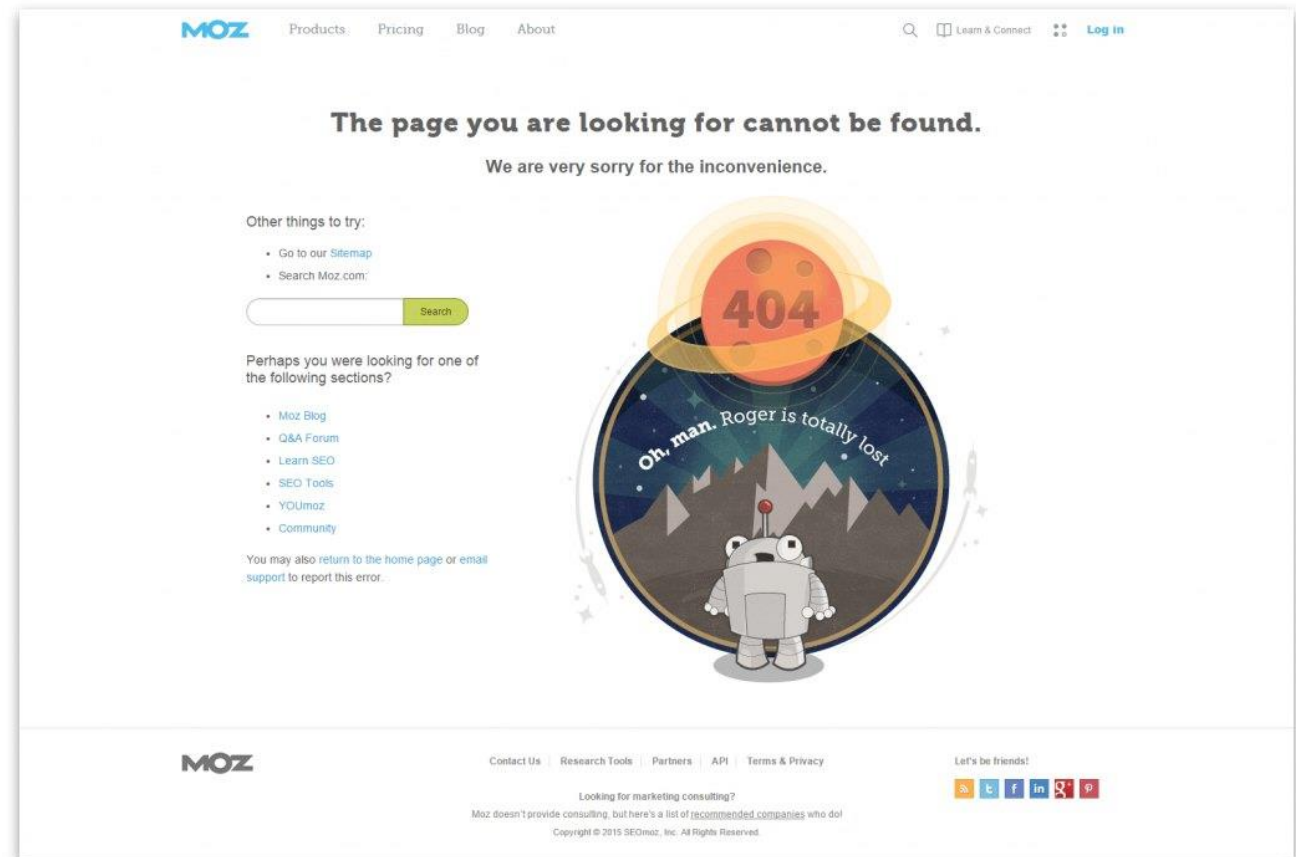 MOZ Products Pricing Blog About Learn & Connect Log in
The page you are looking for cannot be found.
We are very sorry for the inconvenience.
Other things to try:
• Go to our Sitemap
• Search Moz.com:
Search
Perhaps you were looking for one of
the following sections?
• Moz Blog
• Q&A Forum
• Learn SEO
• SEO Tools
• YOUmoz
• Community
You may also return to the home page or email
support to report this error.
404
Oh, man. Roger is totally lost
MOZ
Contact Us | Research Tools | Partners | API | Terms & Privacy
Looking for marketing consulting?
Moz doesn't provide consulting, but here's a list of recommended companies who do!
Copyright © 2015 SEOmoz, Inc. All Rights Reserved.
Let's be friends!